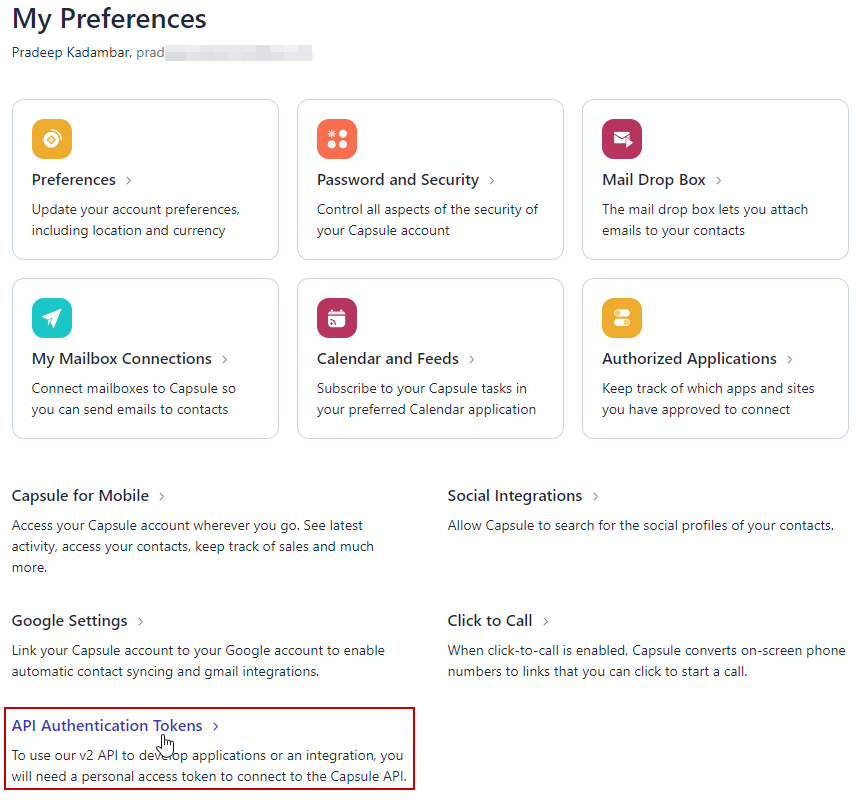 My Preferences
Pradeep Kadambar, prad
Preferences
Update your account preferences,
including location and currency
Password and Security
Control all aspects of the security of
your Capsule account
Mail Drop Box
The mail drop box lets you attach
emails to your contacts
My Mailbox Connections
Connect mailboxes to Capsule so
you can send emails to contacts
Calendar and Feeds
Subscribe to your Capsule tasks in
your preferred Calendar application
Authorized Applications
Keep track of which apps and sites
you have approved to connect
Capsule for Mobile
Access your Capsule account wherever you go. See latest
activity, access your contacts, keep track of sales and much
more.
Social Integrations
Allow Capsule to search for the social profiles of your contacts.
Google Settings
Link your Capsule account to your Google account to enable
automatic contact syncing and gmail integrations.
Click to Call
When click-to-call is enabled, Capsule converts on-screen phone
numbers to links that you can click to start a call.
API Authentication Tokens
To use our v2 API to develop applications or an integration, you
will need a personal access token to connect to the Capsule API.